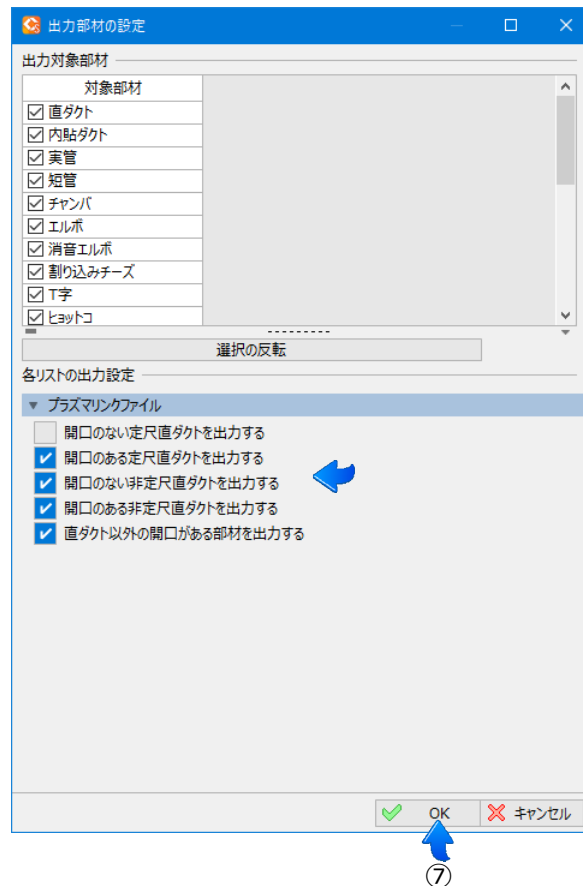 出力部材の設定
出力対象部材
対象部材
直ダクト
内貼ダクト
実管
短管
チャンバ
エルボ
消音エルボ
割り込みチーズ
T字
ヒョットコ
選択の反転
各リストの出力設定
プラズマリンクファイル
開口のない定尺直ダクトを出力する
開口のある定尺直ダクトを出力する
開口のない非定尺直ダクトを出力する
開口のある非定尺直ダクトを出力する
直ダクト以外の開口がある部材を出力する
OK キャンセル
⑦